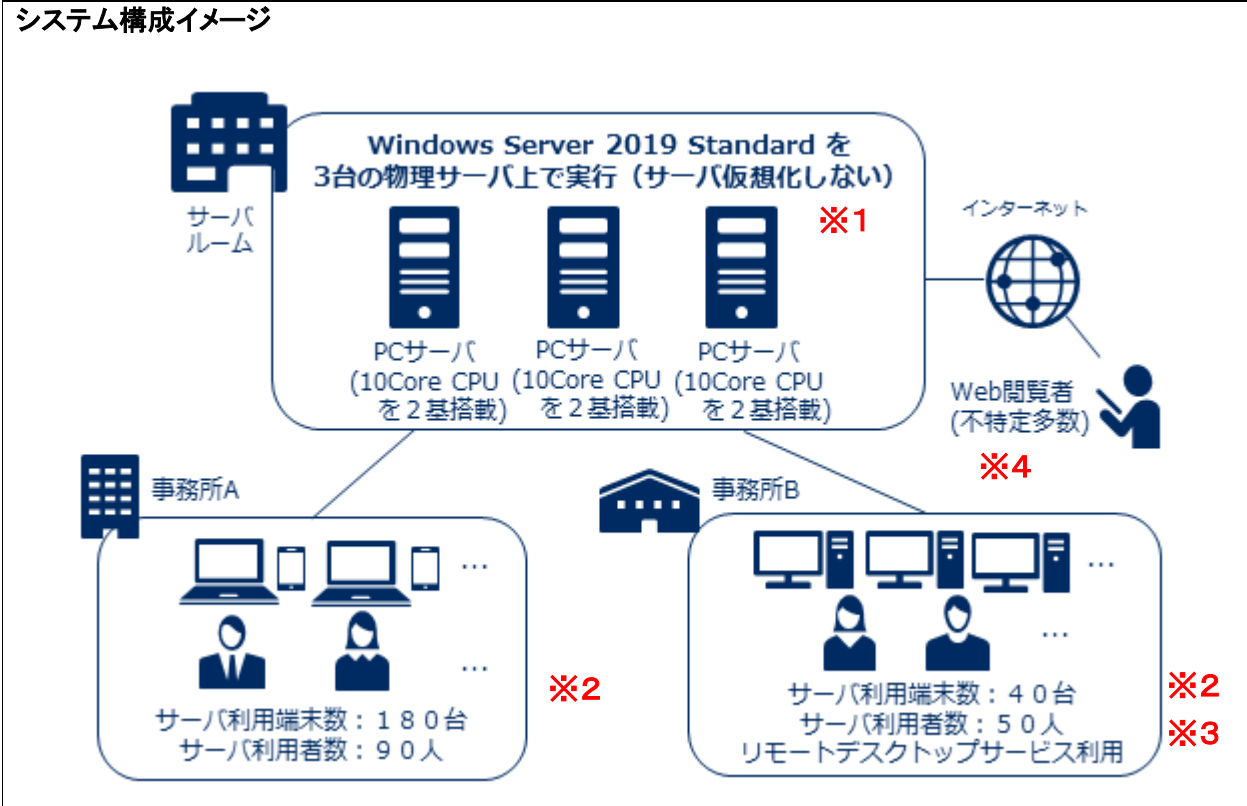 システム構成イメージ
Windows Server 2019 Standard を
3台の物理サーバ上で実行（サーバ仮想化しない）
※1
サーバ
ルーム
PCサーバ
(10Core CPU
を２基搭載)
PCサーバ
(10Core CPU
を２基搭載)
PCサーバ
(10Core CPU
を２基搭載)
インターネット
Web閲覧者
(不特定多数)
※4
事務所A
…
…
サーバ利用端末数：１８０台
サーバ利用者数：９０人
※2
事務所B
…
…
サーバ利用端末数：４０台
サーバ利用者数：５０人
リモートデスクトップサービス利用
※2
※3